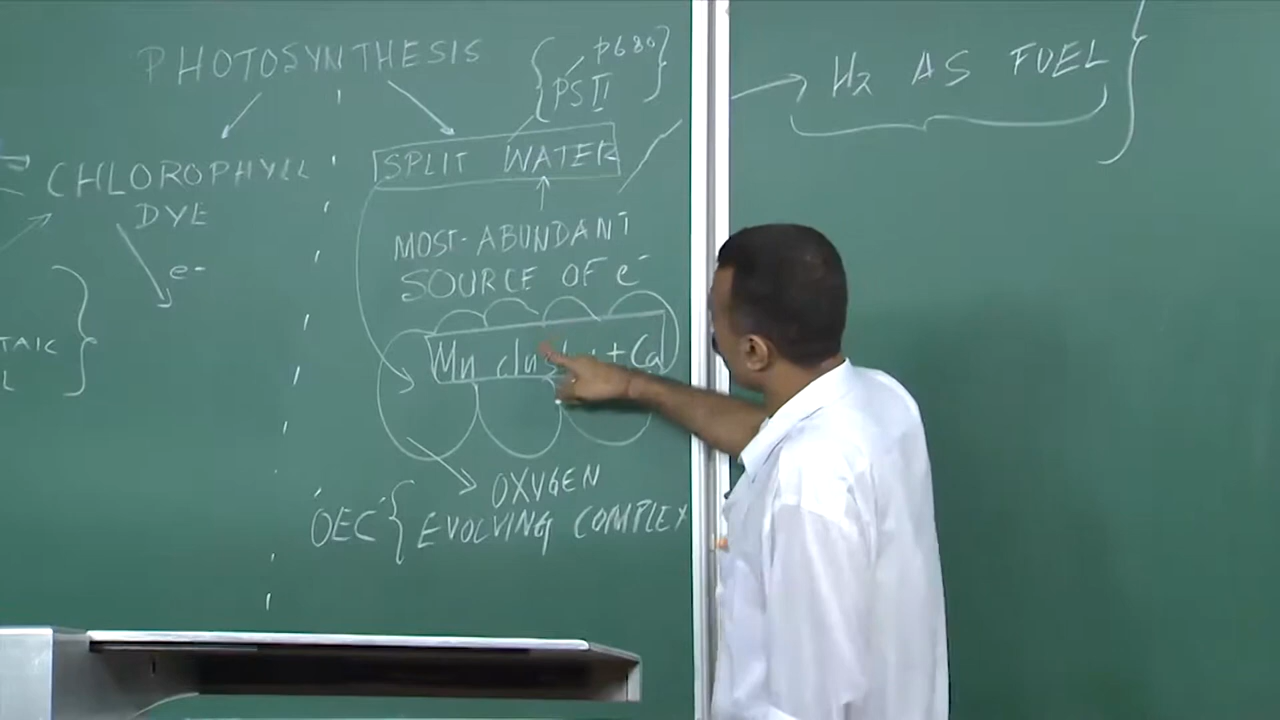 PHOTOSYNTHESIS
P680
PS II
CHLOROPHYLL
DYE
e-
SPLIT WATER
MOST-ABUNDANT
SOURCE OF e-
Mn + Ca
OXYGEN
'OEC' { EVOLVING COMPLEX
H2 AS FUEL